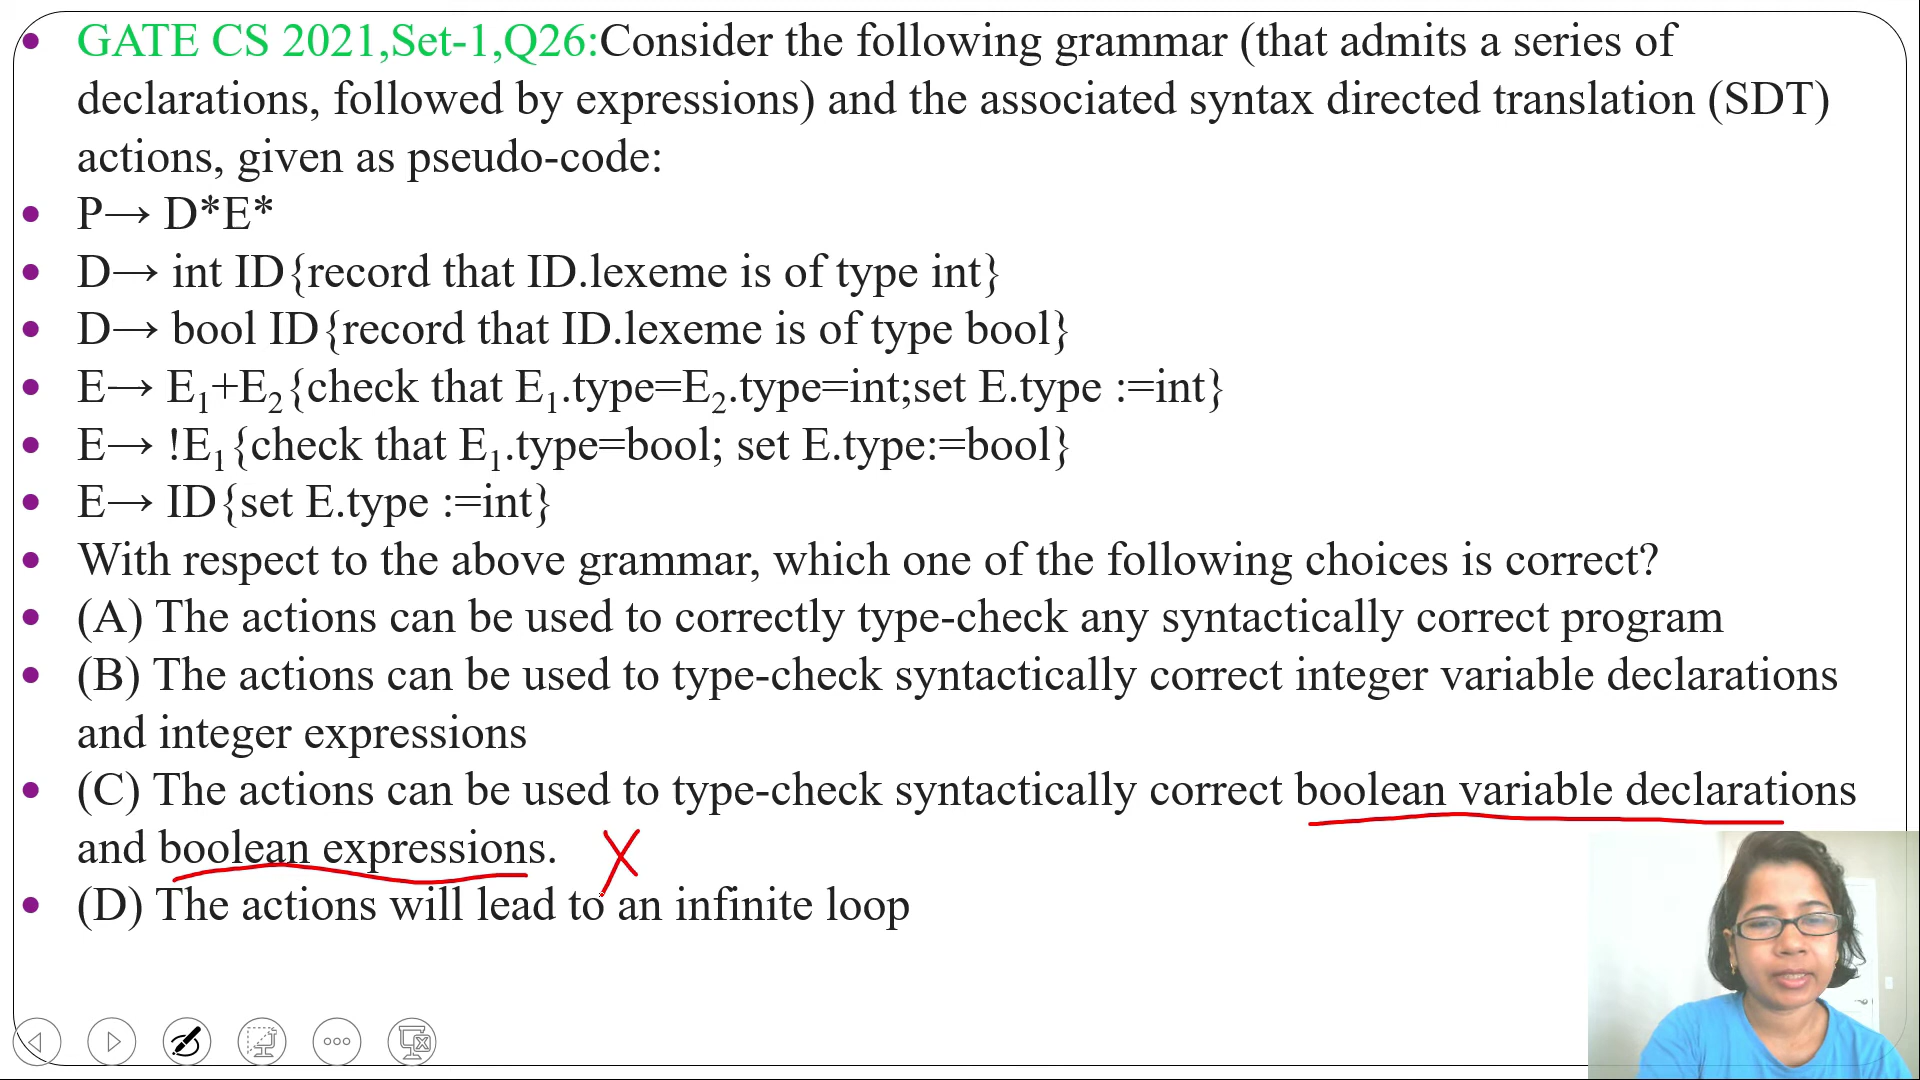 GATE CS 2021,Set-1,Q26:Consider the following grammar (that admits a series of
declarations, followed by expressions) and the associated syntax directed translation (SDT)
actions, given as pseudo-code:
P→ D*E*
D→ int ID{record that ID.lexeme is of type int}
D→ bool ID{record that ID.lexeme is of type bool}
E→ E₁+E₂{check that E₁.type=E₂.type=int;set E.type :=int}
E→ !E₁{check that E₁.type=bool; set E.type:=bool}
E→ ID{set E.type :=int}
With respect to the above grammar, which one of the following choices is correct?
(A) The actions can be used to correctly type-check any syntactically correct program
(B) The actions can be used to type-check syntactically correct integer variable declarations
and integer expressions
(C) The actions can be used to type-check syntactically correct boolean variable declarations
and boolean expressions.
(D) The actions will lead to an infinite loop